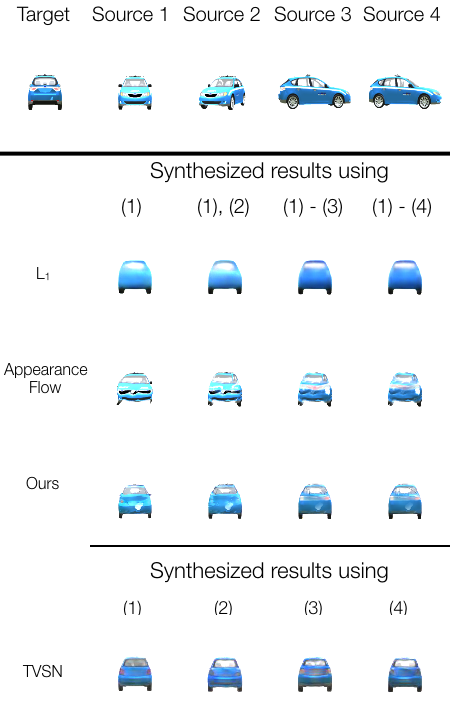 Target Source 1 Source 2 Source 3 Source 4
Synthesized results using
(1) (1), (2) (1) - (3) (1) - (4)
L₁
Appearance
Flow
Ours
Synthesized results using
(1) (2) (3) (4)
TVSN